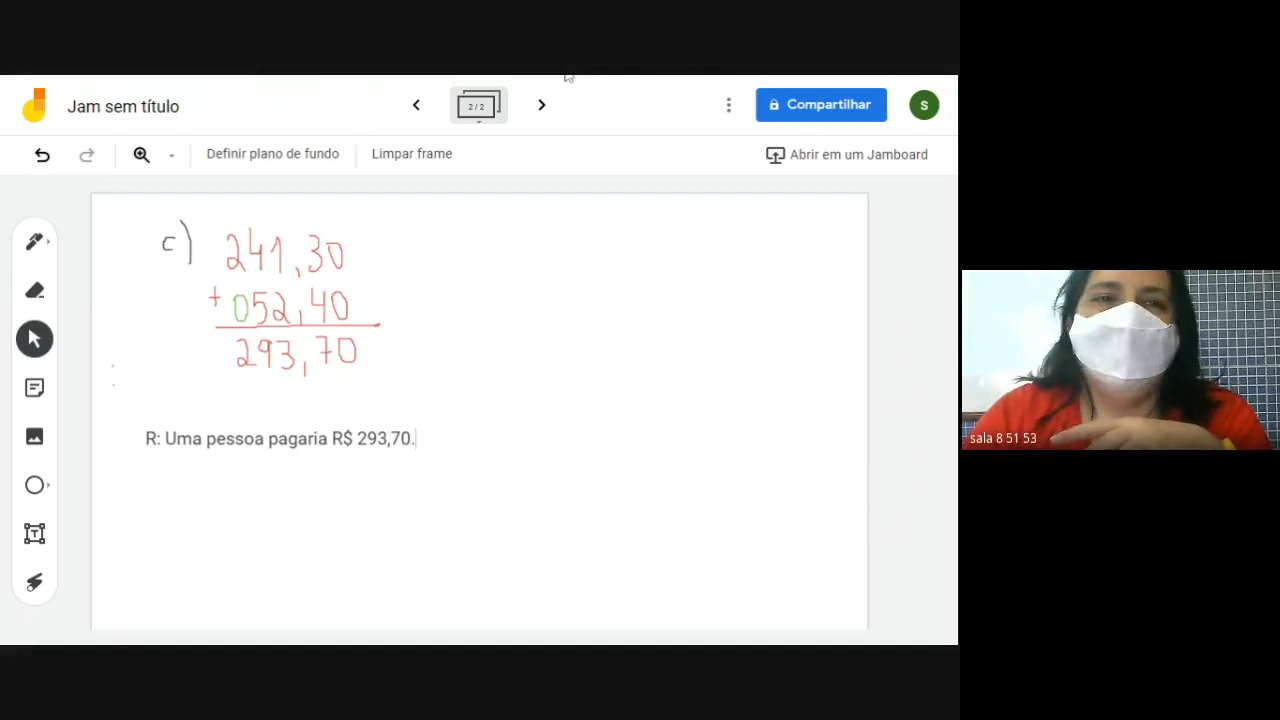 Jam sem título
2 / 2
Compartilhar
S
Definir plano de fundo
Limpar frame
Abrir em um Jamboard
c) 241,30
+ 052,40
293,70
R: Uma pessoa pagaria R$ 293,70.
sala 8 51 53